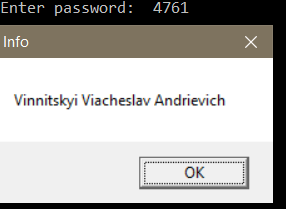 Enter password:  4761
Info
Vinnitskyi Viacheslav Andrievich
OK